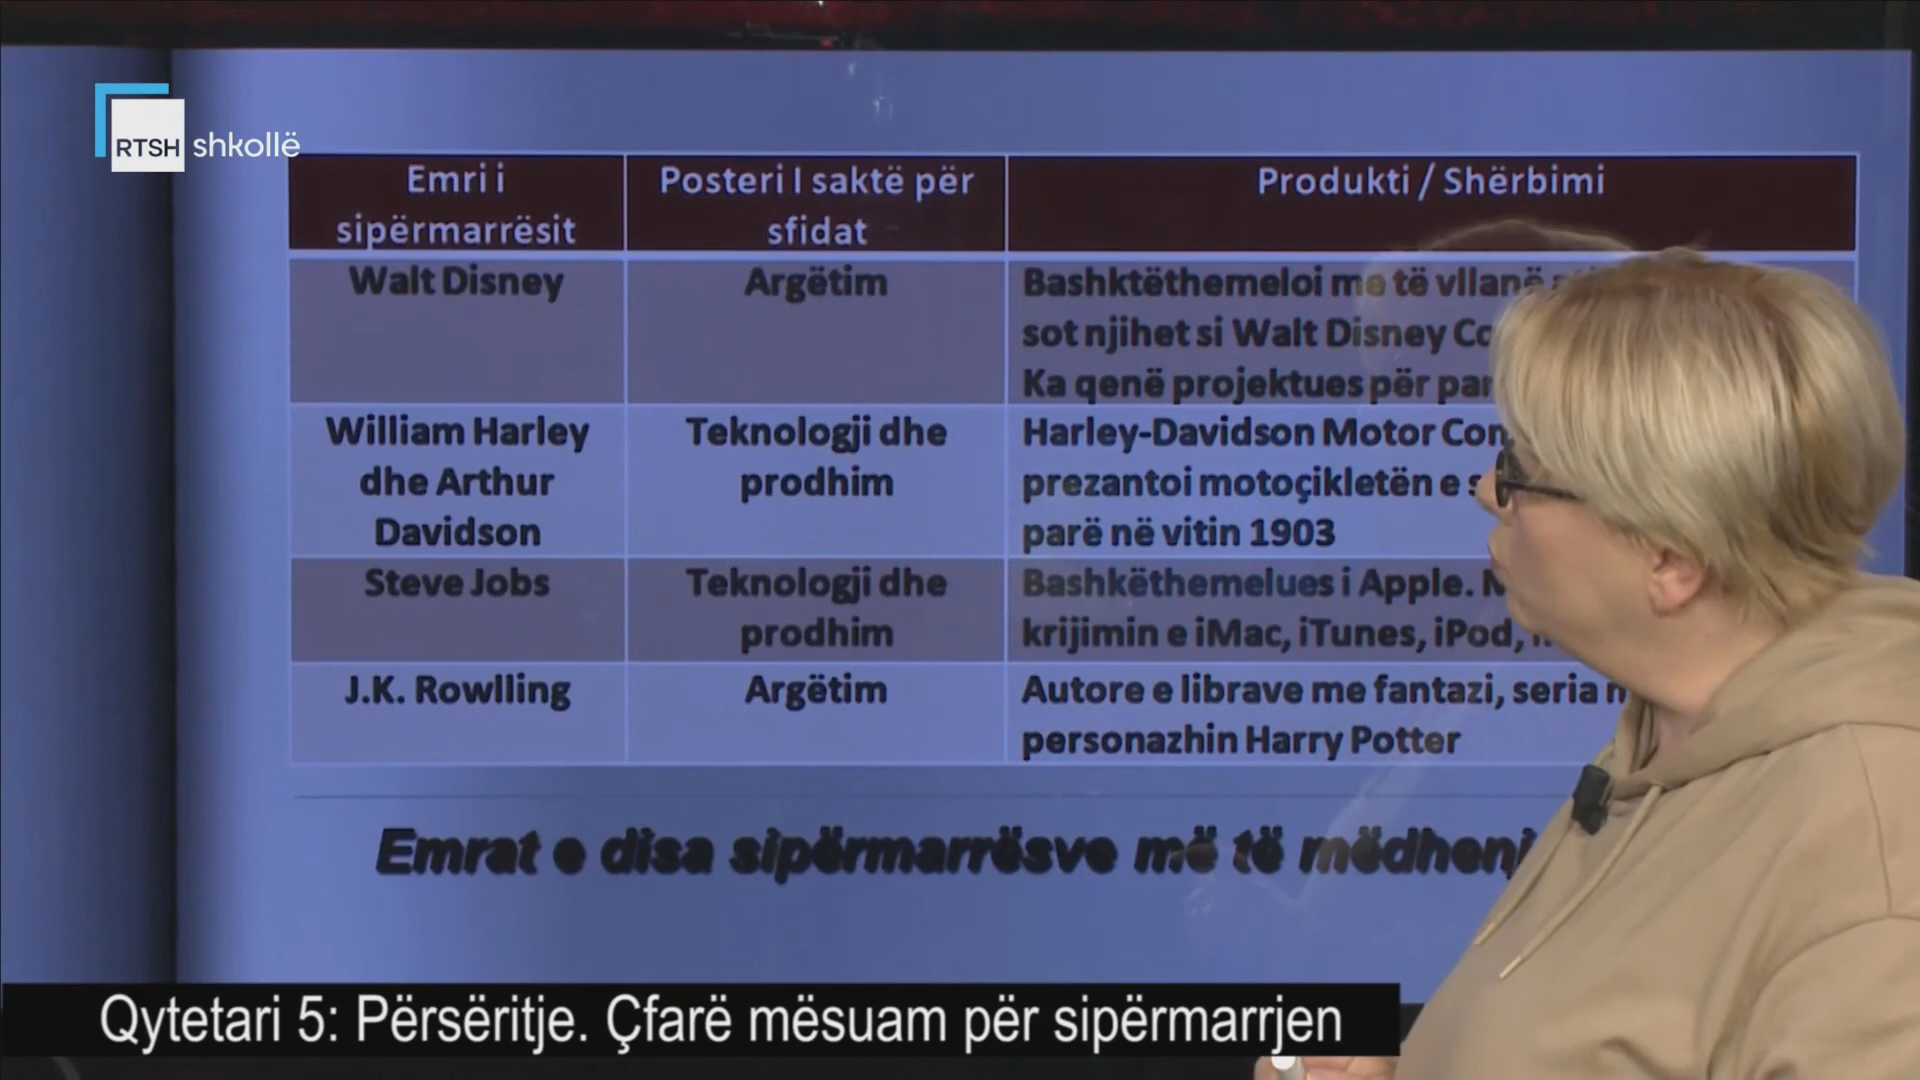 RTSH shkollë
Emri i
sipërmarrësit
Posteri I saktë për
sfidat
Produkti / Shërbimi
Walt Disney
Argëtim
Bashktëthemeloi me të vllanë
sot njihet si Walt Disney
Ka qenë projektues për
William Harley
dhe Arthur
Davidson
Teknologji dhe
prodhim
Harley-Davidson Motor
prezantoi motoçikletën e
parë në vitin 1903
Steve Jobs
Teknologji dhe
prodhim
Bashkëthemelues i Apple.
krijimin e iMac, iTunes, iPod,
J.K. Rowlling
Argëtim
Autore e librave me fantazi, seria
personazhin Harry Potter
Emrat e disa sipërmarrësve më të mëdhenj
Qytetari 5: Përsëritje. Çfarë mësuam për sipërmarrjen